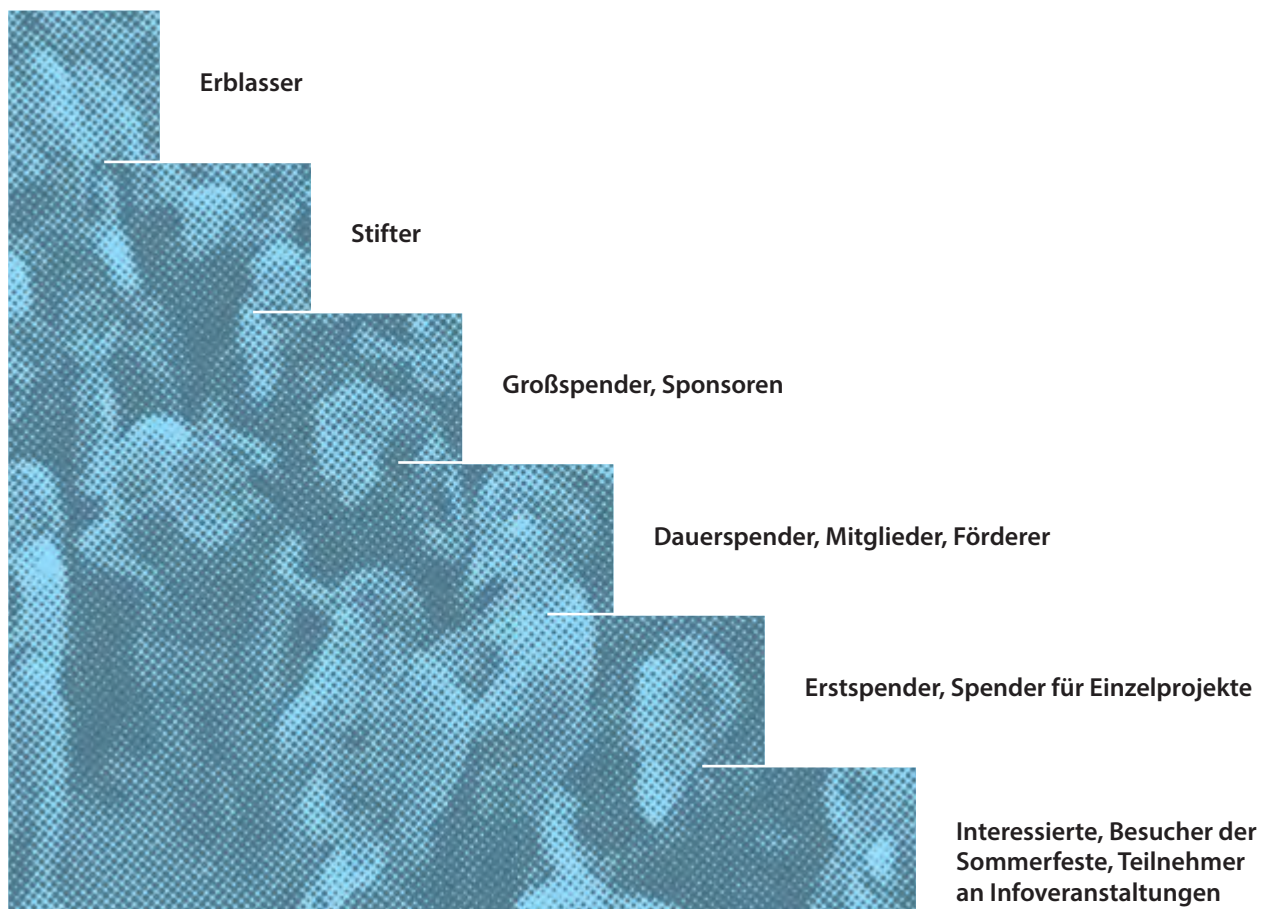 Erblasser
Stifter
Großspender, Sponsoren
Dauerspender, Mitglieder, Förderer
Erstspender, Spender für Einzelprojekte
Interessierte, Besucher der
Sommerfeste, Teilnehmer
an Infoveranstaltungen